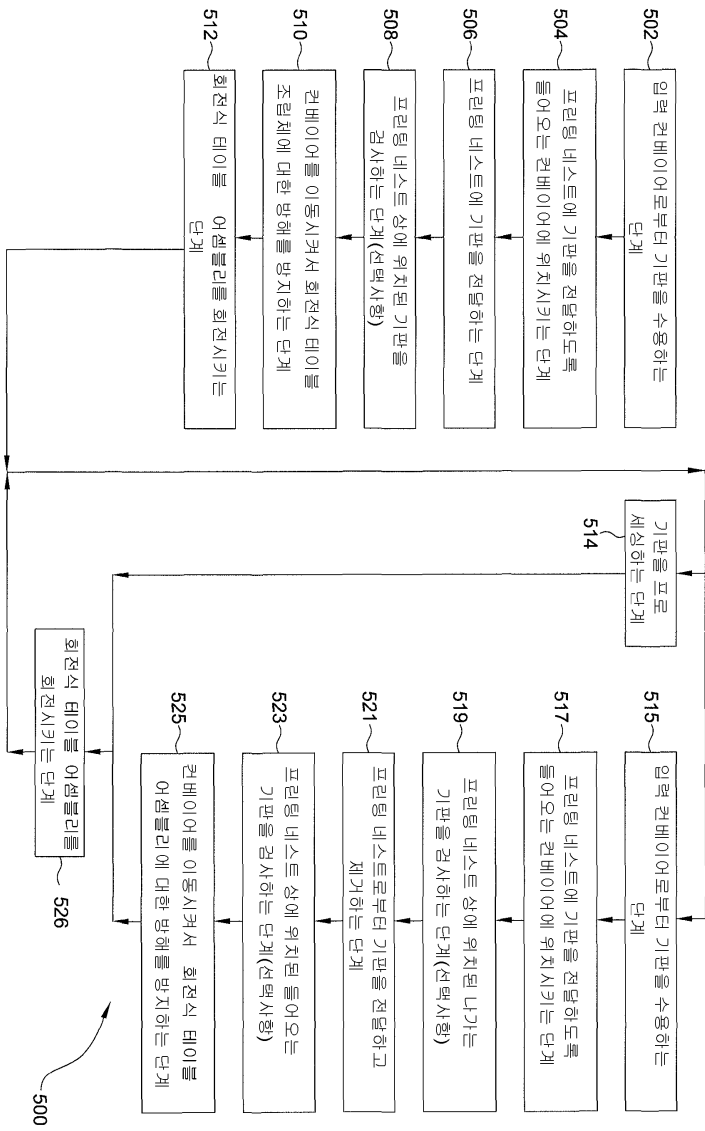 502
입력 컨베이어로부터 기판을 수용하는
단계
504
프린팅 네스트에 기판을 전달하도록
들어오는 컨베이어에 위치시키는 단계
506
프린팅 네스트에 기판을 전달하는 단계
508
프린팅 네스트 상에 위치된 기판을
검사하는 단계(선택사항)
510
컨베이어를 이동시켜서 회전식 테이블
조립체에 대한 방해를 방지하는 단계
512
회전식 테이블 어셈블리를 회전시키는
단계
기판을 프로
세싱하는 단계
514
515
입력 컨베이어로부터 기판을 수용하는
단계
517
프린팅 네스트에 기판을 전달하도록
들어오는 컨베이어에 위치시키는 단계
519
프린팅 네스트 상에 위치된 나가는
기판을 검사하는 단계(선택사항)
521
프린팅 네스트로부터 기판을 전달하고
제거하는 단계
523
프린팅 네스트 상에 위치된 들어오는
기판을 검사하는 단계(선택사항)
525
컨베이어를 이동시켜서 회전식 테이블
어셈블리에 대한 방해를 방지하는 단계
회전식 테이블 어셈블리를
회전시키는 단계
526
500